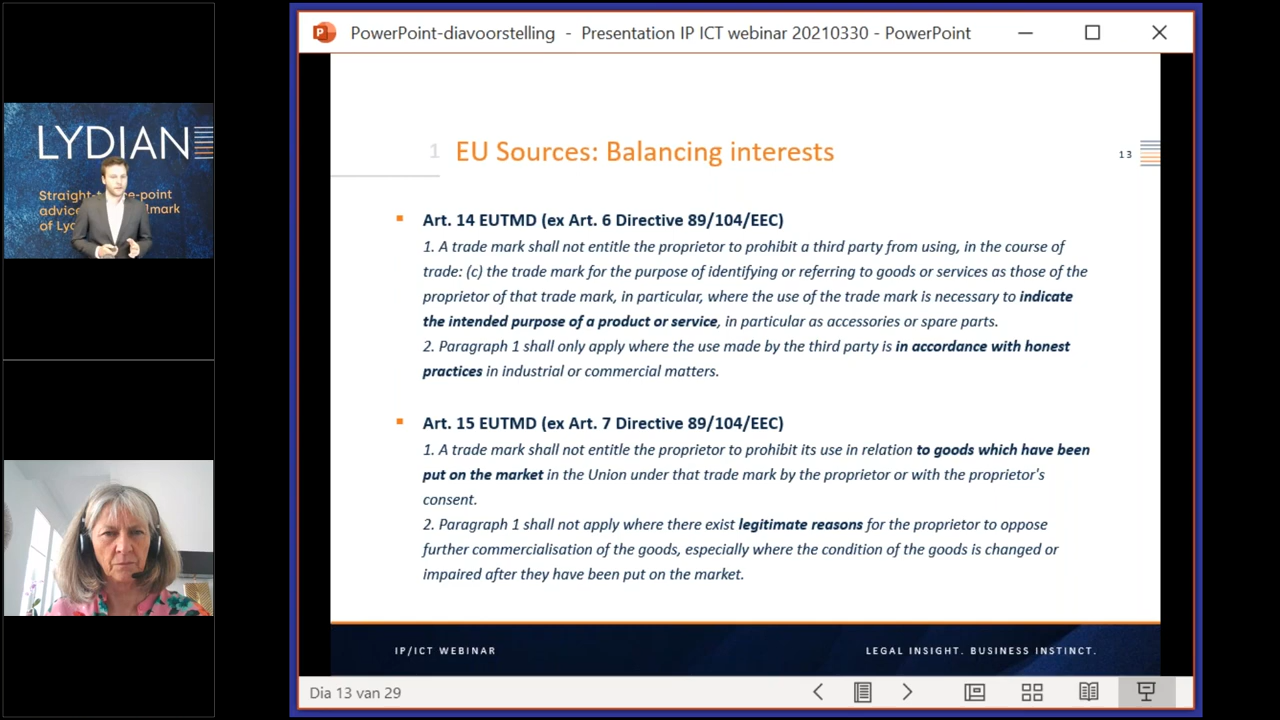 PowerPoint-diavoorstelling - Presentation IP ICT webinar 20210330 - PowerPoint
LYDIAN
Straight-t e-point
advice lmark
of Ly
1 EU Sources: Balancing interests
13
Art. 14 EUTMD (ex Art. 6 Directive 89/104/EEC)
1. A trade mark shall not entitle the proprietor to prohibit a third party from using, in the course of
trade: (c) the trade mark for the purpose of identifying or referring to goods or services as those of the
proprietor of that trade mark, in particular, where the use of the trade mark is necessary to indicate
the intended purpose of a product or service, in particular as accessories or spare parts.
2. Paragraph 1 shall only apply where the use made by the third party is in accordance with honest
practices in industrial or commercial matters.
Art. 15 EUTMD (ex Art. 7 Directive 89/104/EEC)
1. A trade mark shall not entitle the proprietor to prohibit its use in relation to goods which have been
put on the market in the Union under that trade mark by the proprietor or with the proprietor's
consent.
2. Paragraph 1 shall not apply where there exist legitimate reasons for the proprietor to oppose
further commercialisation of the goods, especially where the condition of the goods is changed or
impaired after they have been put on the market.
IP/ICT WEBINAR
LEGAL INSIGHT. BUSINESS INSTINCT.
Dia 13 van 29